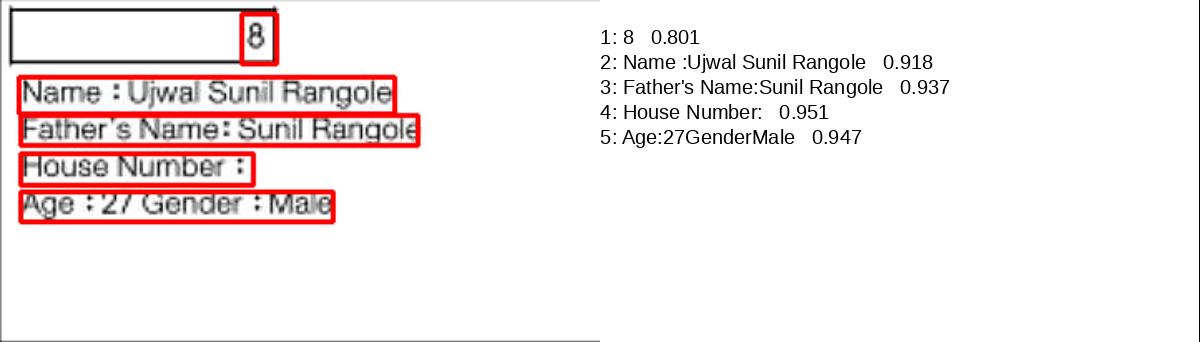 8
Name : Ujwal Sunil Rangole
Father's Name: Sunil Rangole
House Number :
Age : 27 Gender : Male
1: 8 0.801
2: Name :Ujwal Sunil Rangole 0.918
3: Father's Name:Sunil Rangole 0.937
4: House Number: 0.951
5: Age:27GenderMale 0.947